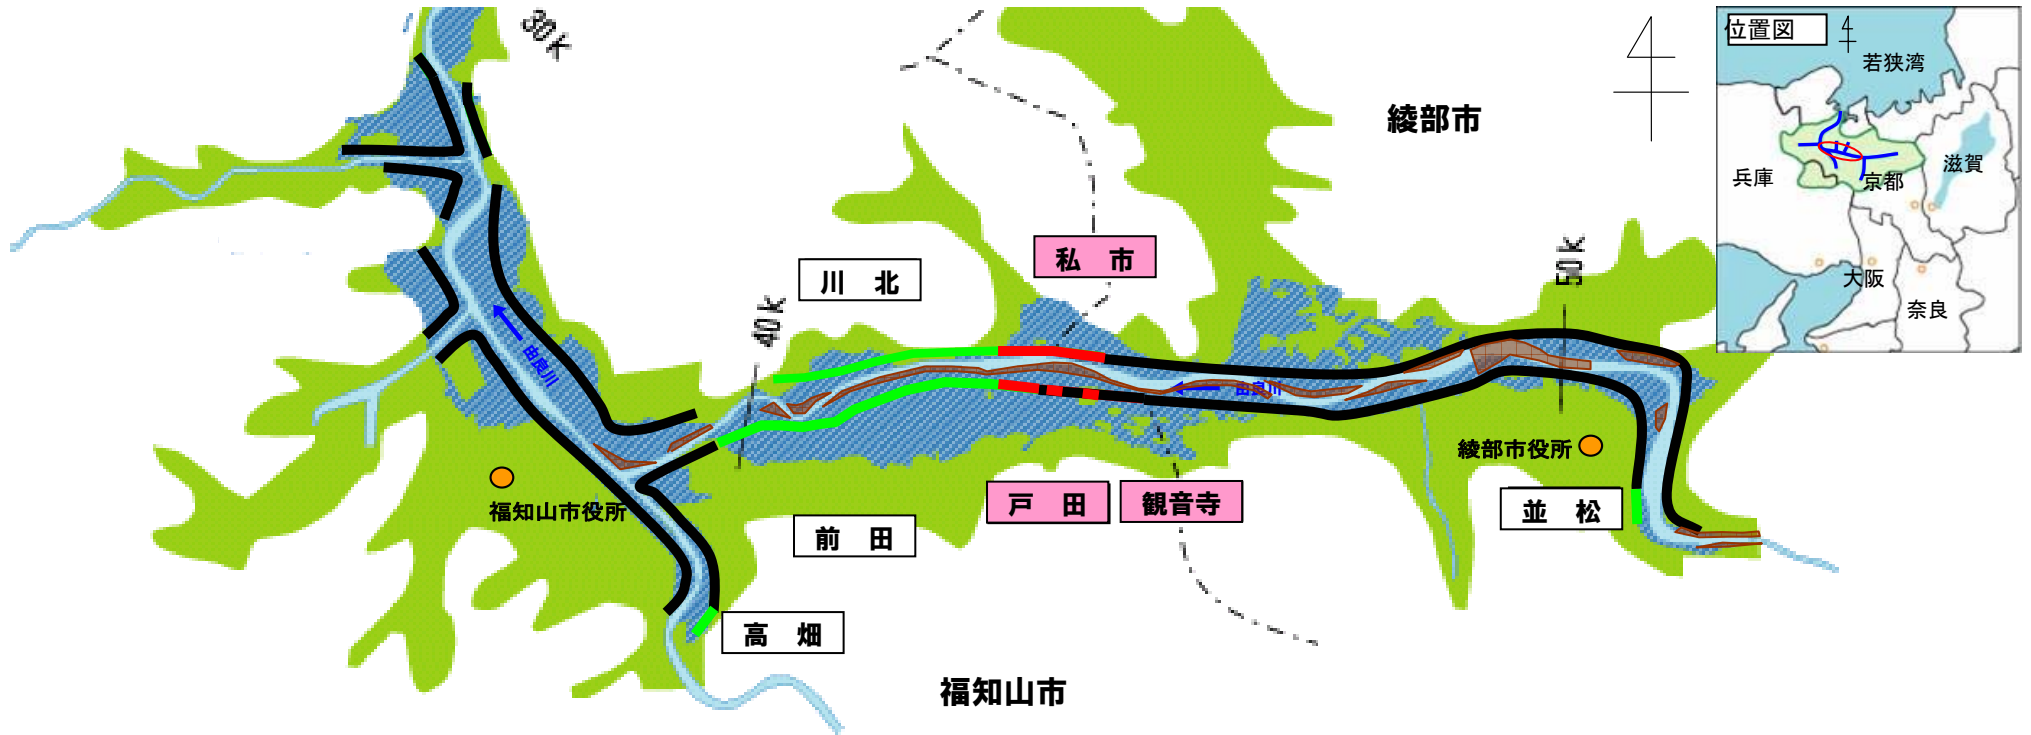 30K
位置図
若狭湾
綾部市
兵庫
京都
滋賀
私 市
川 北
50K
大阪
奈良
40K
由良川
由良川
綾部市役所
福知山市役所
戸 田
観音寺
並 松
前 田
高 畑
福知山市